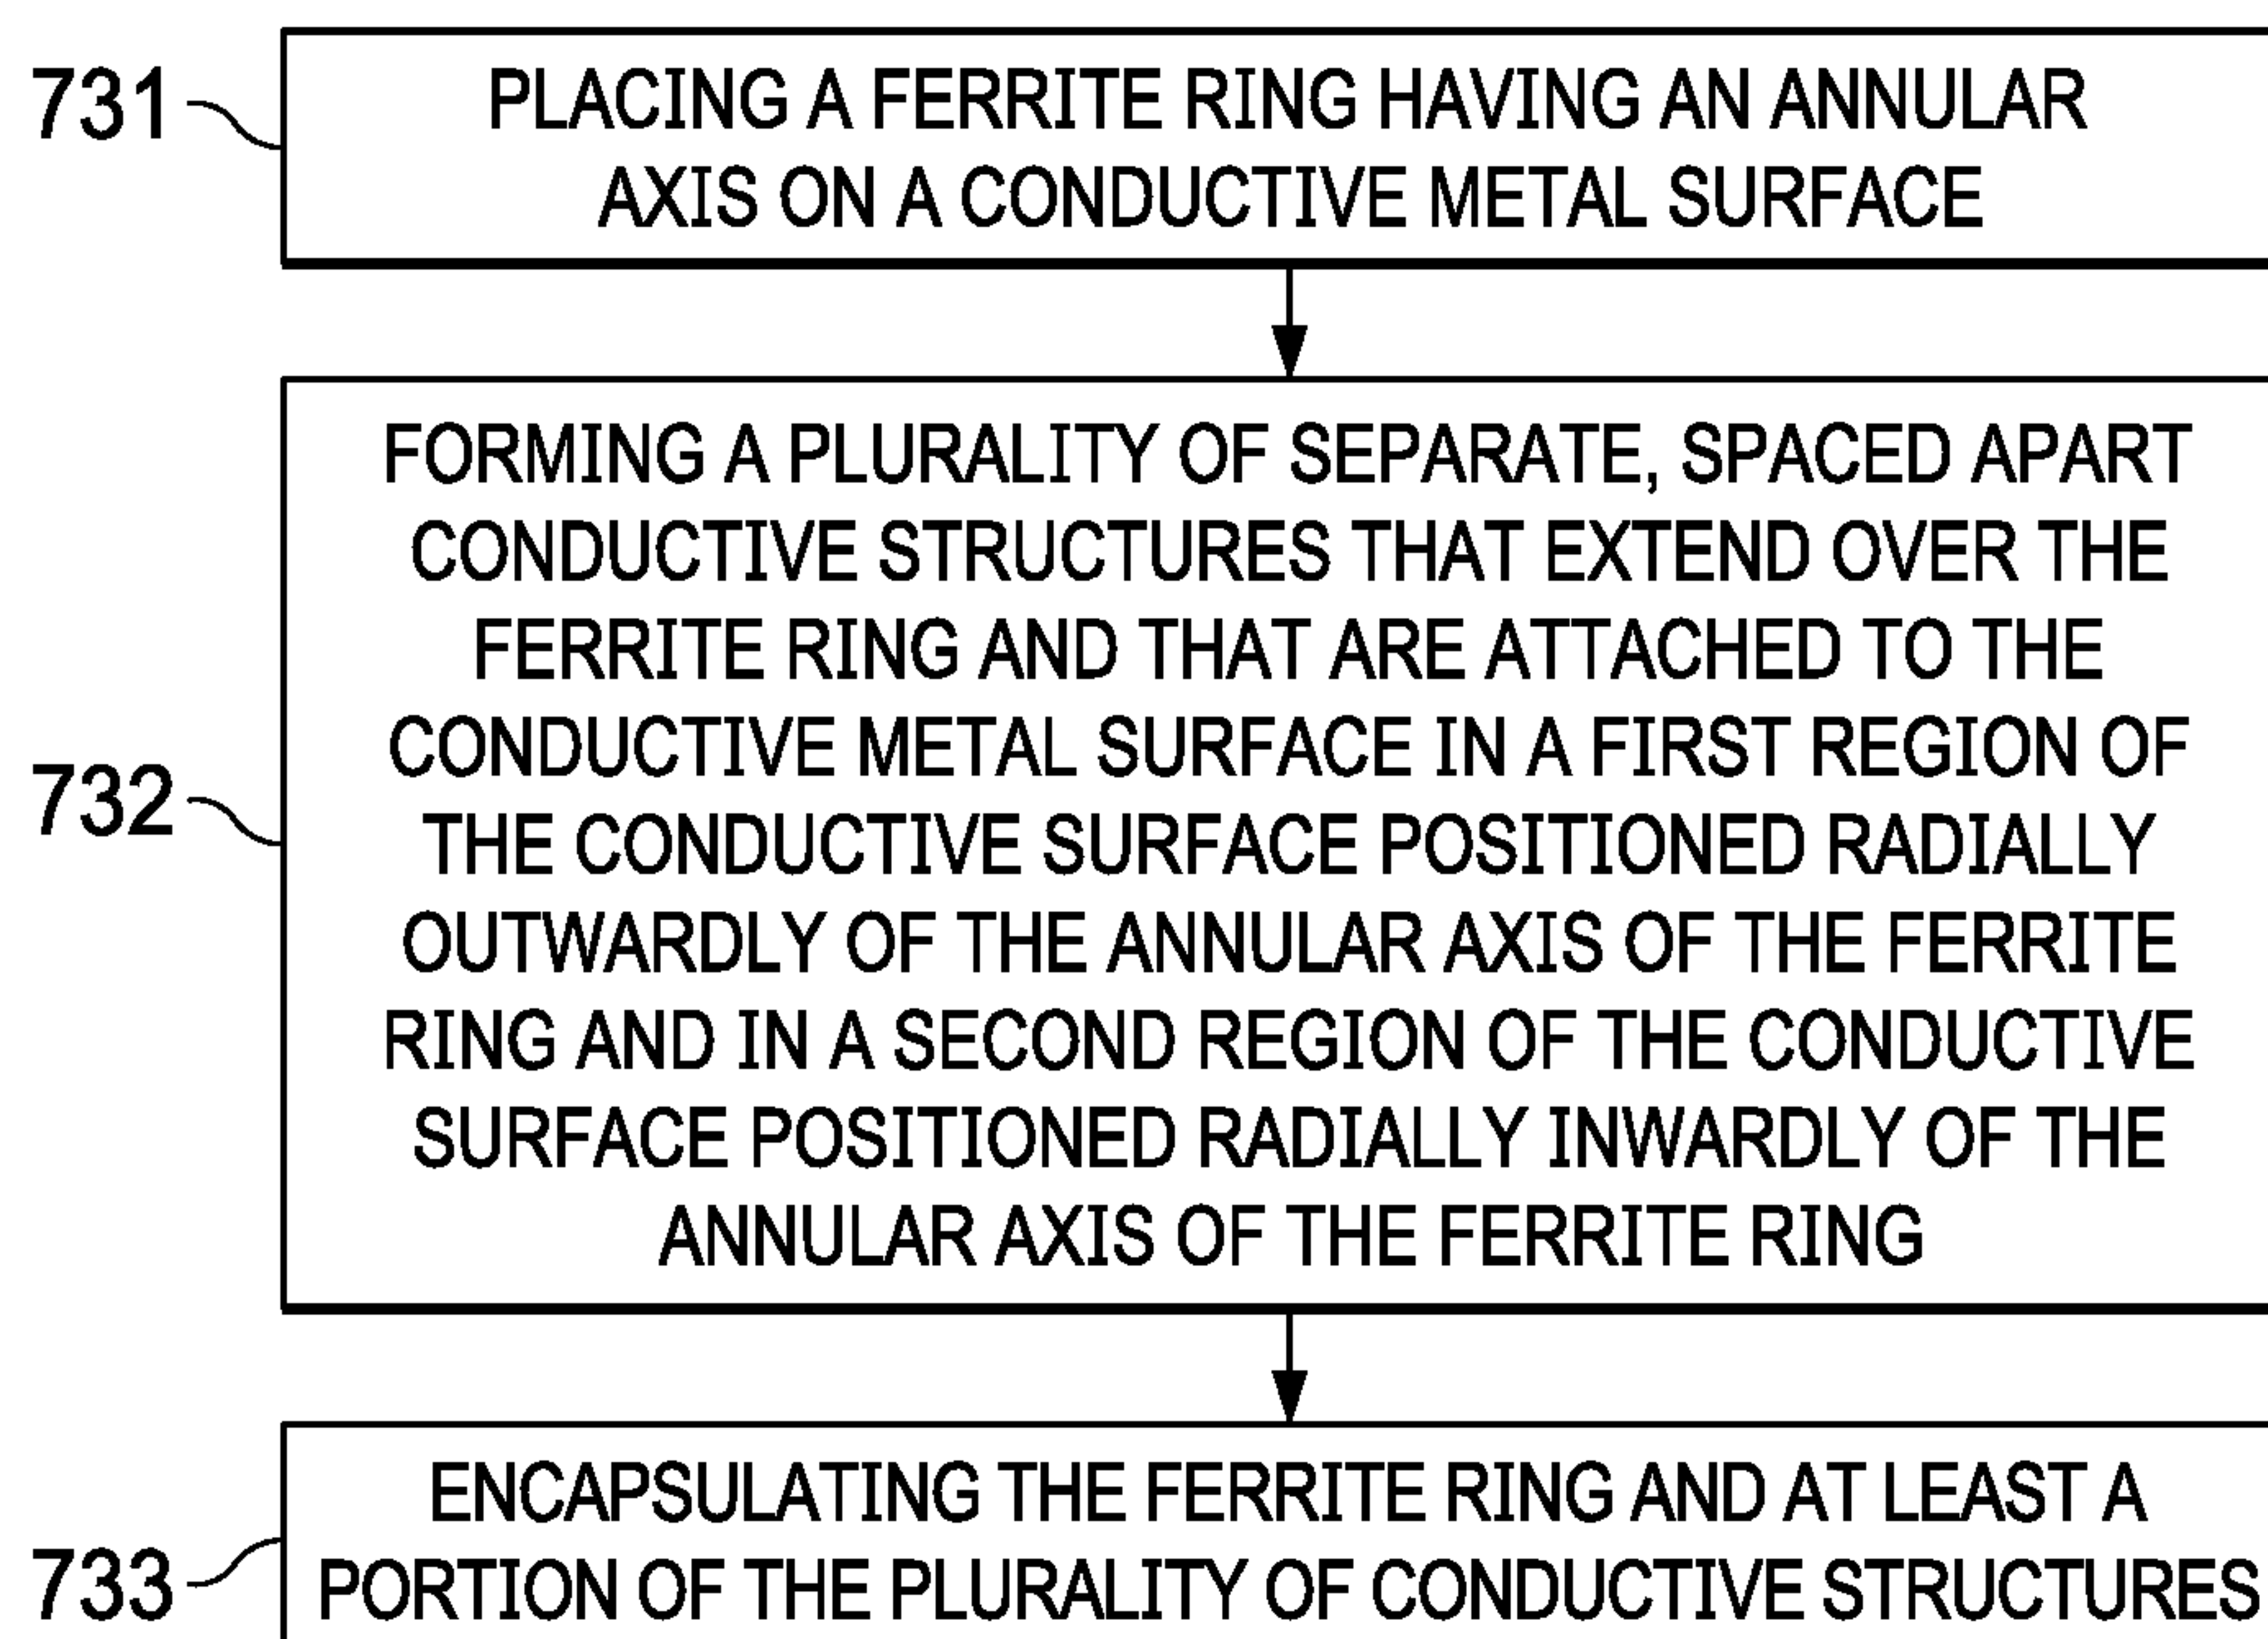 731
PLACING A FERRITE RING HAVING AN ANNULAR
AXIS ON A CONDUCTIVE METAL SURFACE
732
FORMING A PLURALITY OF SEPARATE, SPACED APART
CONDUCTIVE STRUCTURES THAT EXTEND OVER THE
FERRITE RING AND THAT ARE ATTACHED TO THE
CONDUCTIVE METAL SURFACE IN A FIRST REGION OF
THE CONDUCTIVE SURFACE POSITIONED RADIALLY
OUTWARDLY OF THE ANNULAR AXIS OF THE FERRITE
RING AND IN A SECOND REGION OF THE CONDUCTIVE
SURFACE POSITIONED RADIALLY INWARDLY OF THE
ANNULAR AXIS OF THE FERRITE RING
733
ENCAPSULATING THE FERRITE RING AND AT LEAST A
PORTION OF THE PLURALITY OF CONDUCTIVE STRUCTURES